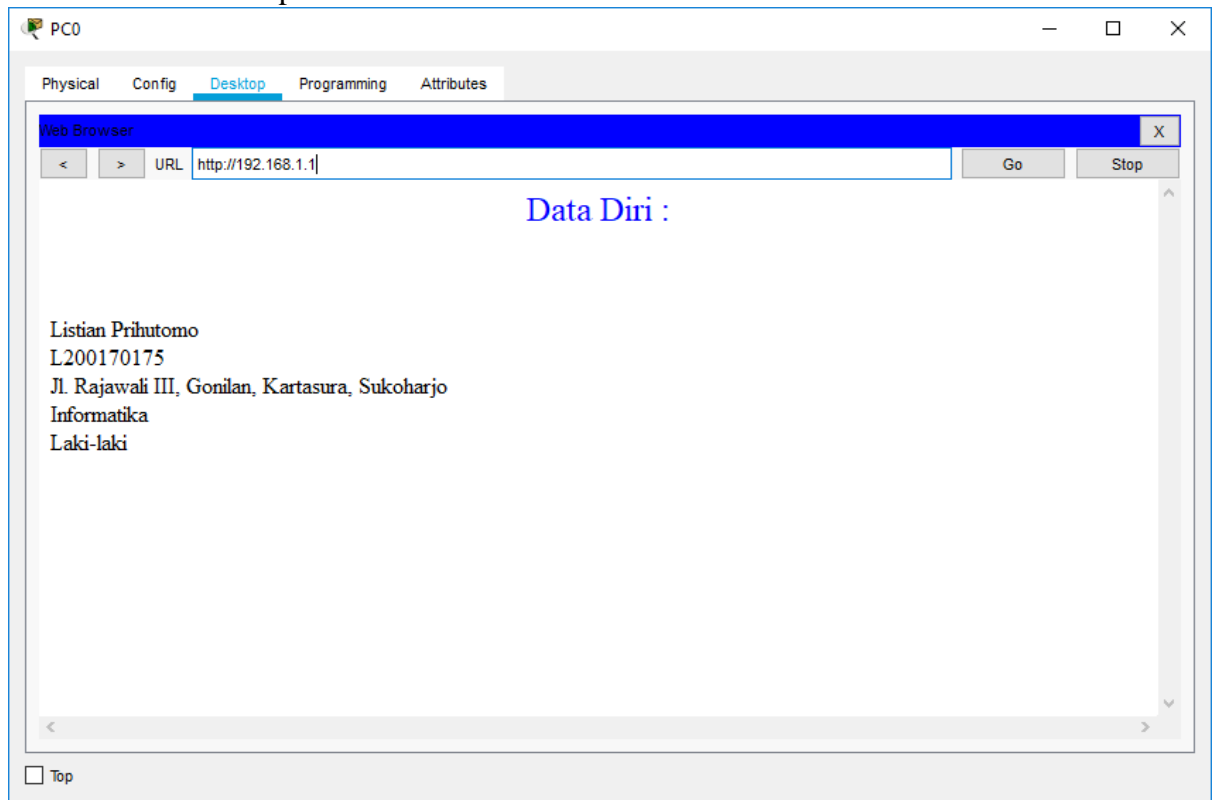 PC0
Physical Config Desktop Programming Attributes
Web Browser
X
< > URL http://192.168.1.1 Go Stop
Data Diri :
Listian Prihutomo
L200170175
Jl. Rajawali III, Gonilan, Kartasura, Sukoharjo
Informatika
Laki-laki
Top